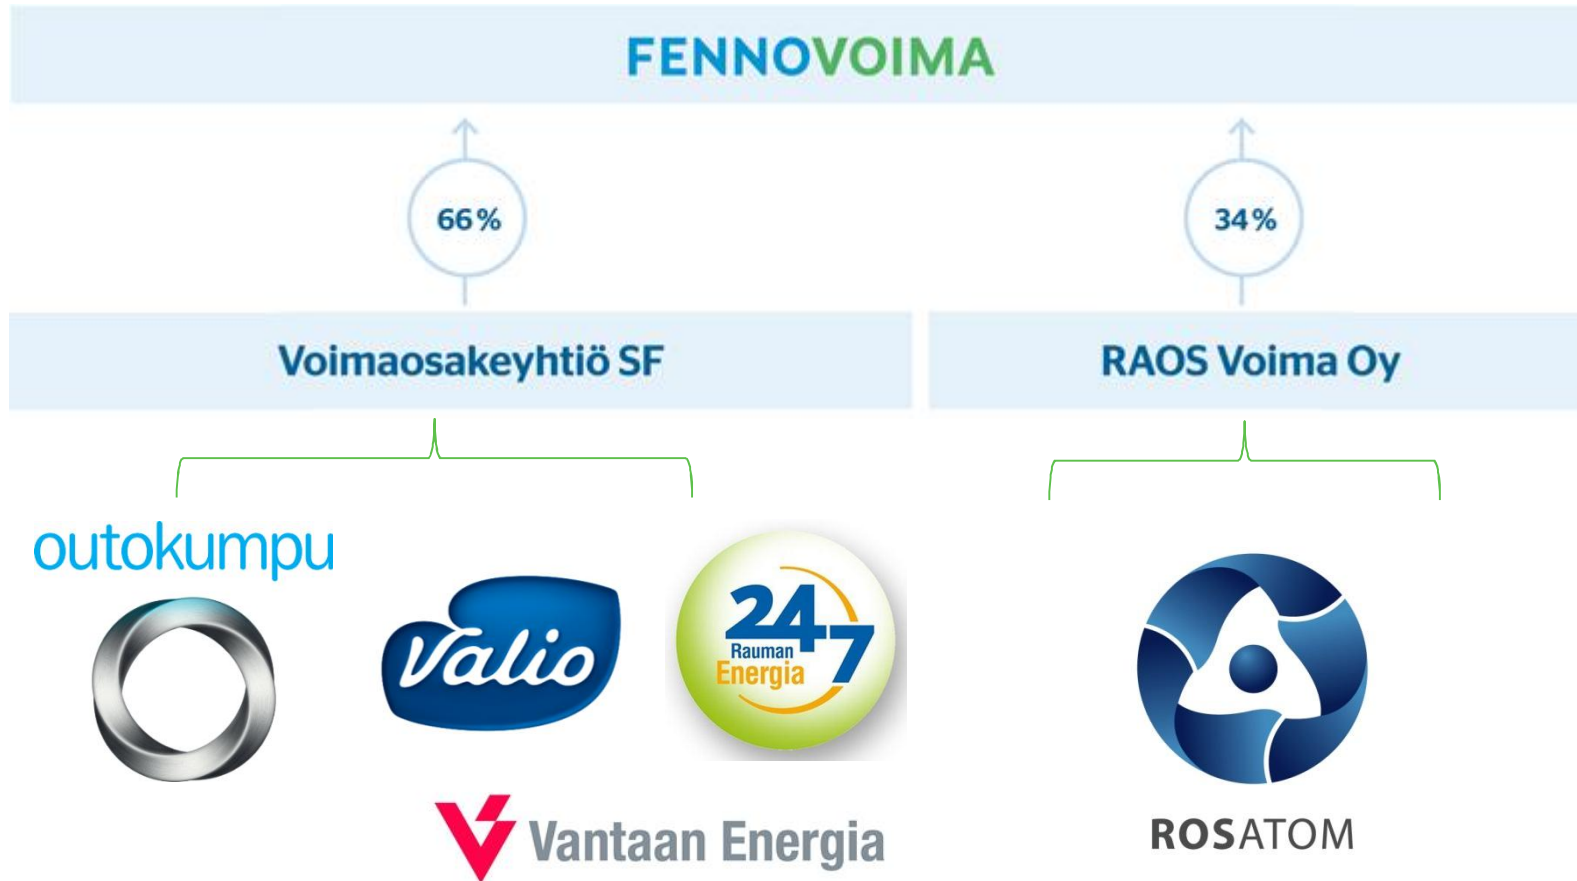 FENNOVOIMA
66%
34%
Voimaosakeyhtiö SF
RAOS Voima Oy
outokumpu
Valio
24-7
Rauman
Energia
Vantaan Energia
ROSATOM